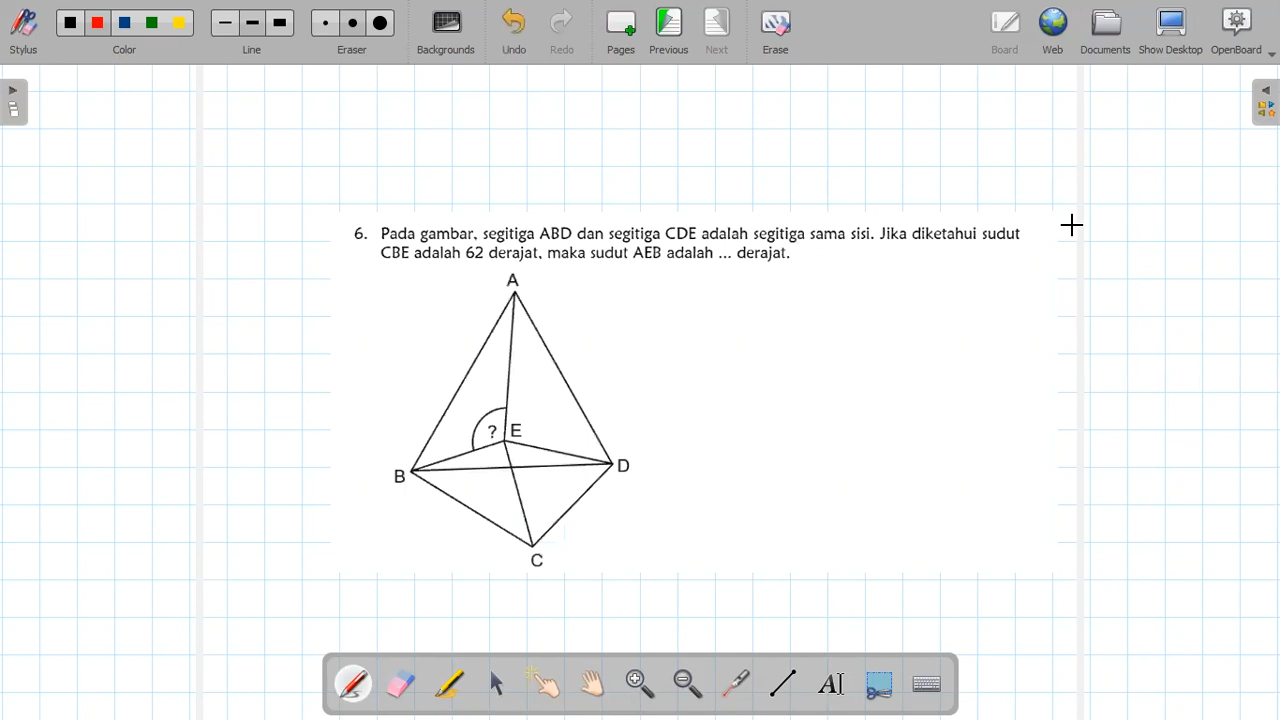 Stylus
Color
Line
Eraser
Backgrounds
Undo
Redo
Pages
Previous
Next
Erase
Board
Web
Documents
Show Desktop
OpenBoard
6. Pada gambar, segitiga ABD dan segitiga CDE adalah segitiga sama sisi. Jika diketahui sudut
CBE adalah 62 derajat, maka sudut AEB adalah ... derajat.
A
? E
B
D
C